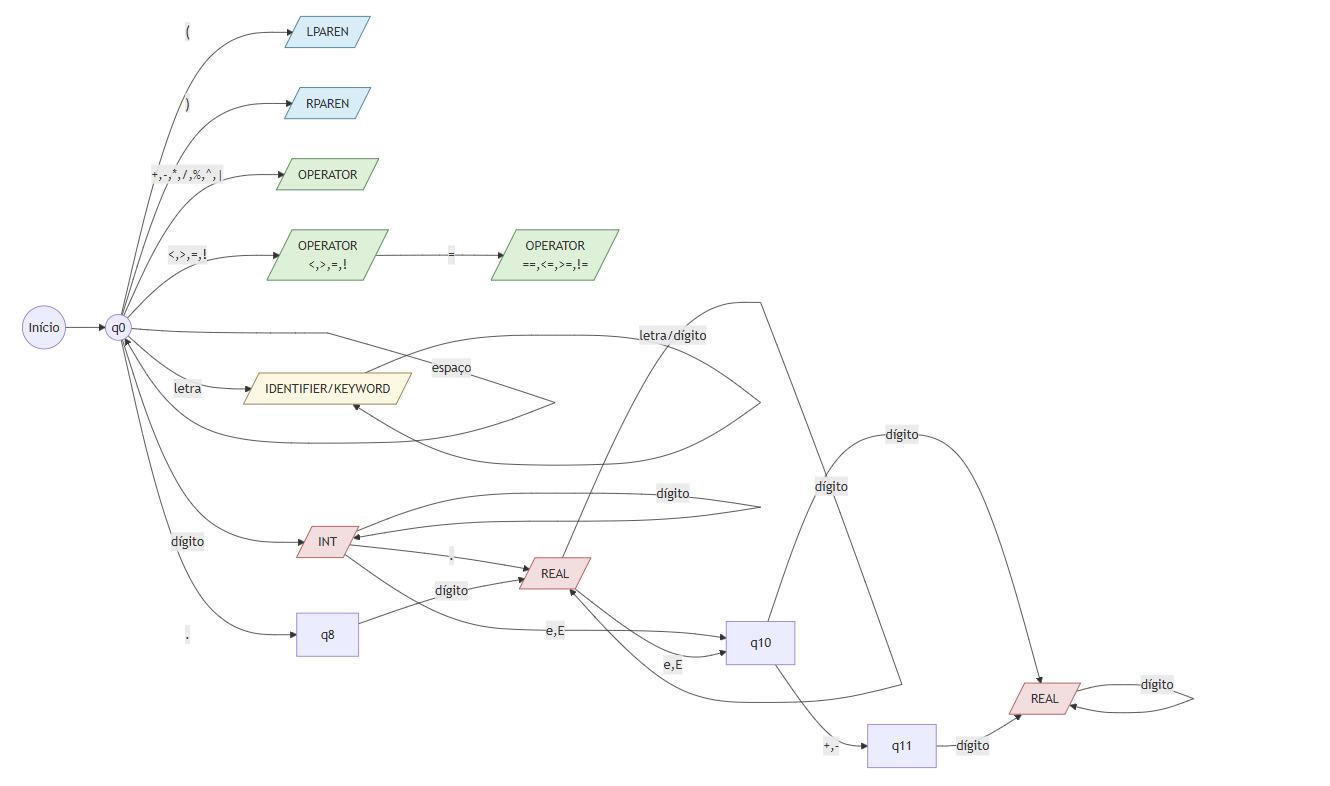 (
LPAREN
)
RPAREN
+,-,*,/,%,^,|
OPERATOR
<,>,=,!
OPERATOR
<,>,=,!
=
OPERATOR
==,<=,>=,!=
Início
q0
letra/dígito
espaço
letra
IDENTIFIER/KEYWORD
dígito
dígito
dígito
dígito
INT
.
REAL
dígito
.
q8
e,E
q10
e,E
dígito
REAL
+,-
q11
dígito